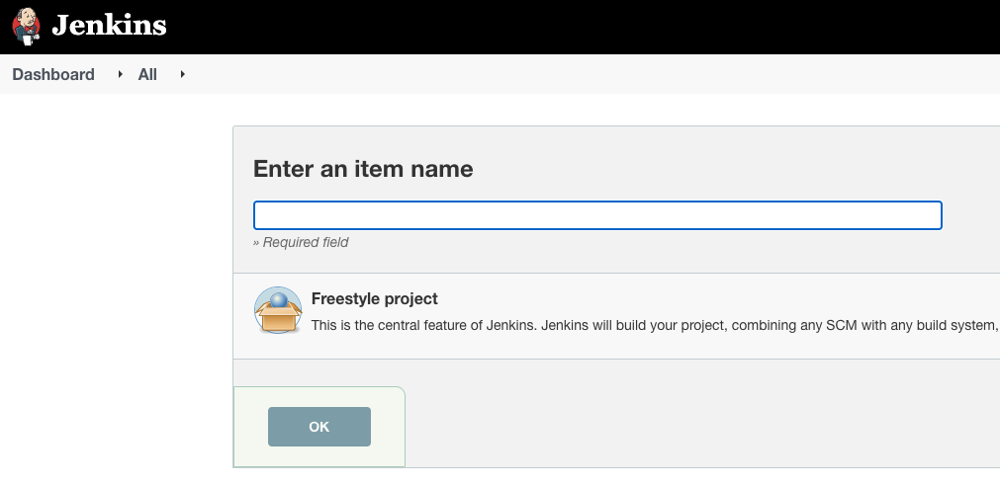 Jenkins
Dashboard All
Enter an item name
» Required field
Freestyle project
This is the central feature of Jenkins. Jenkins will build your project, combining any SCM with any build system,
OK